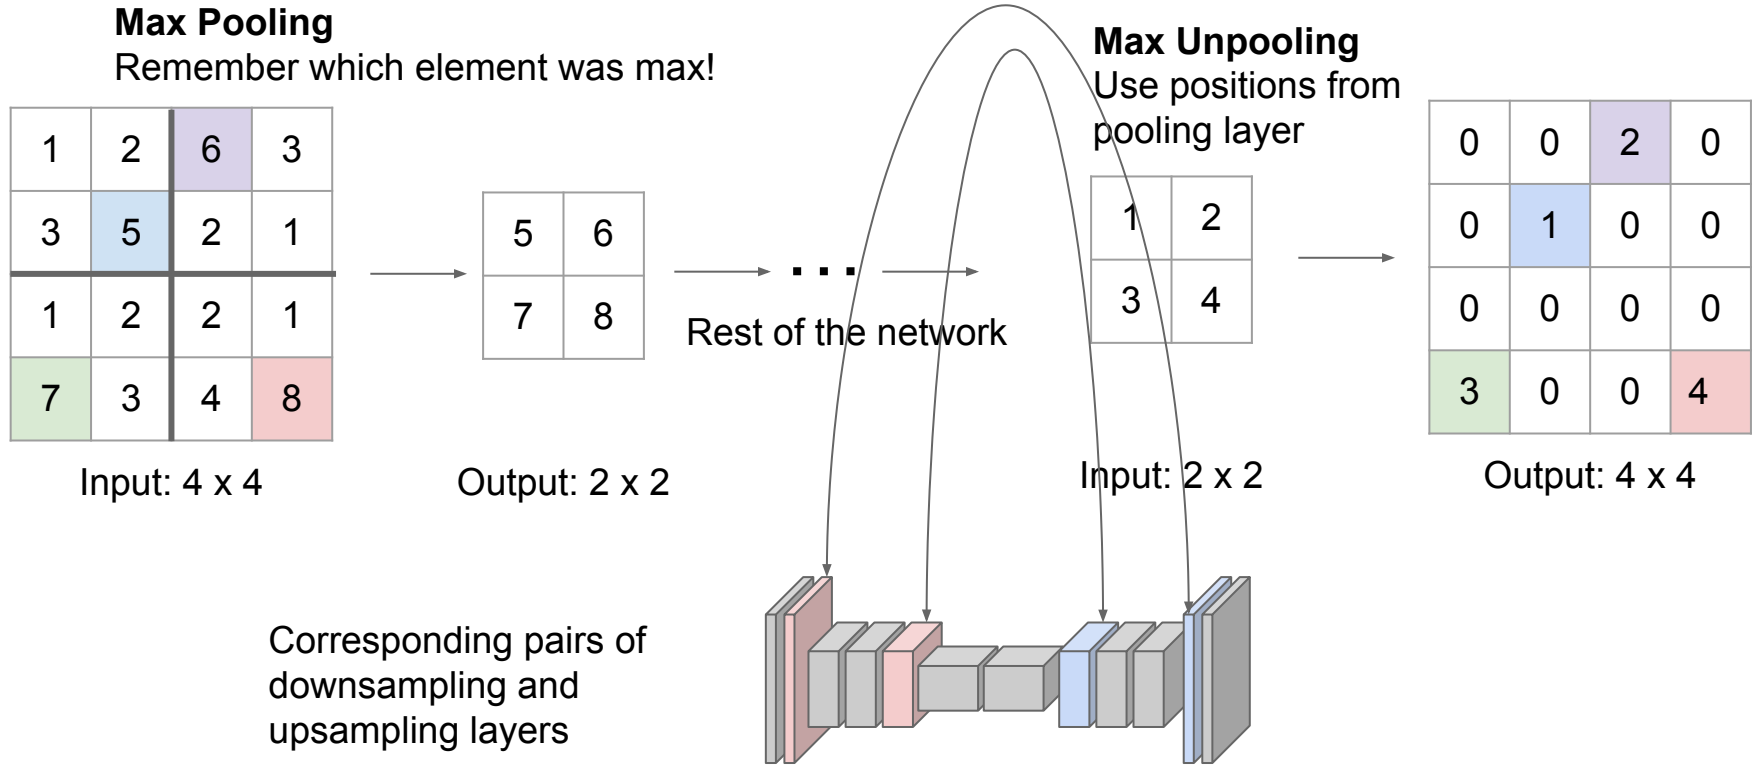 Max Pooling
Remember which element was max!
1 2 6 3
3 5 2 1
1 2 2 1
7 3 4 8
Input: 4 x 4
5 6
7 8
Output: 2 x 2
...
Rest of the network
Max Unpooling
Use positions from
pooling layer
1 2
3 4
Input: 2 x 2
0 0 2 0
0 1 0 0
0 0 0 0
3 0 0 4
Output: 4 x 4
Corresponding pairs of
downsampling and
upsampling layers